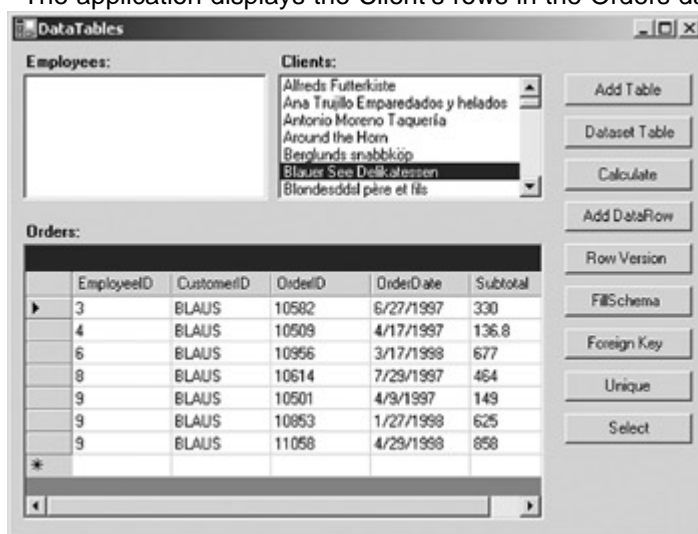 The application displays the Client's rows in the Orders da
DataTables
Employees:
Clients:
Alfreds Futterkiste
Ana Trujillo Emparedados y helados
Antonio Moreno Taquería
Around the Horn
Berglunds snabbköp
Blauer See Delikatessen
Blondesddsl père et fils
Add Table
Dataset Table
Calculate
Add DataRow
Row Version
FillSchema
Foreign Key
Unique
Select
Orders:
EmployeeID CustomerID OrderID OrderDate Subtotal
3 BLAUS 10582 6/27/1997 330
4 BLAUS 10509 4/17/1997 136.8
6 BLAUS 10956 3/17/1998 677
8 BLAUS 10614 7/29/1997 464
9 BLAUS 10501 4/9/1997 149
9 BLAUS 10853 1/27/1998 625
9 BLAUS 11058 4/29/1998 858